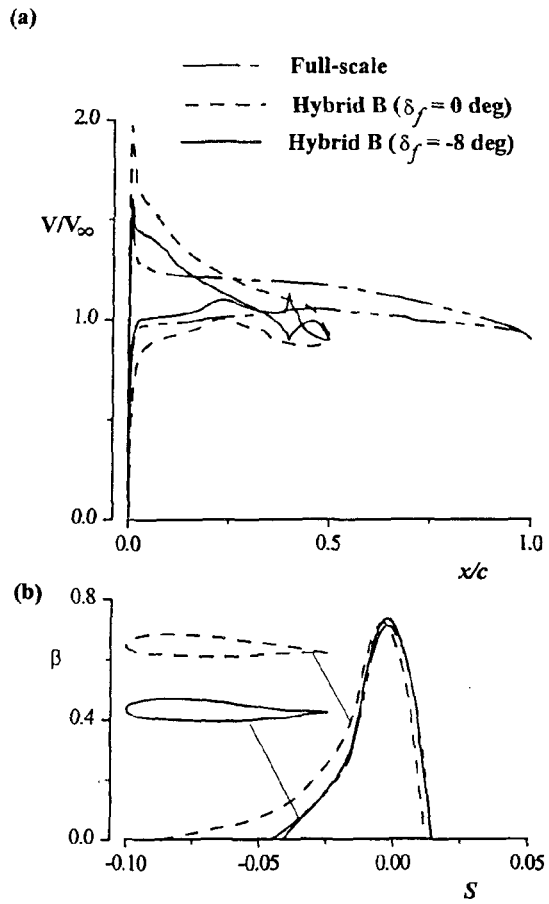 (a)
Full-scale
Hybrid B (δf = 0 deg)
Hybrid B (δf = -8 deg)
2.0
V/V∞
1.0
0.0
0.0 0.5 1.0
x/c
(b)
0.8
β
0.4
0.0
-0.10 -0.05 0.00 0.05
S